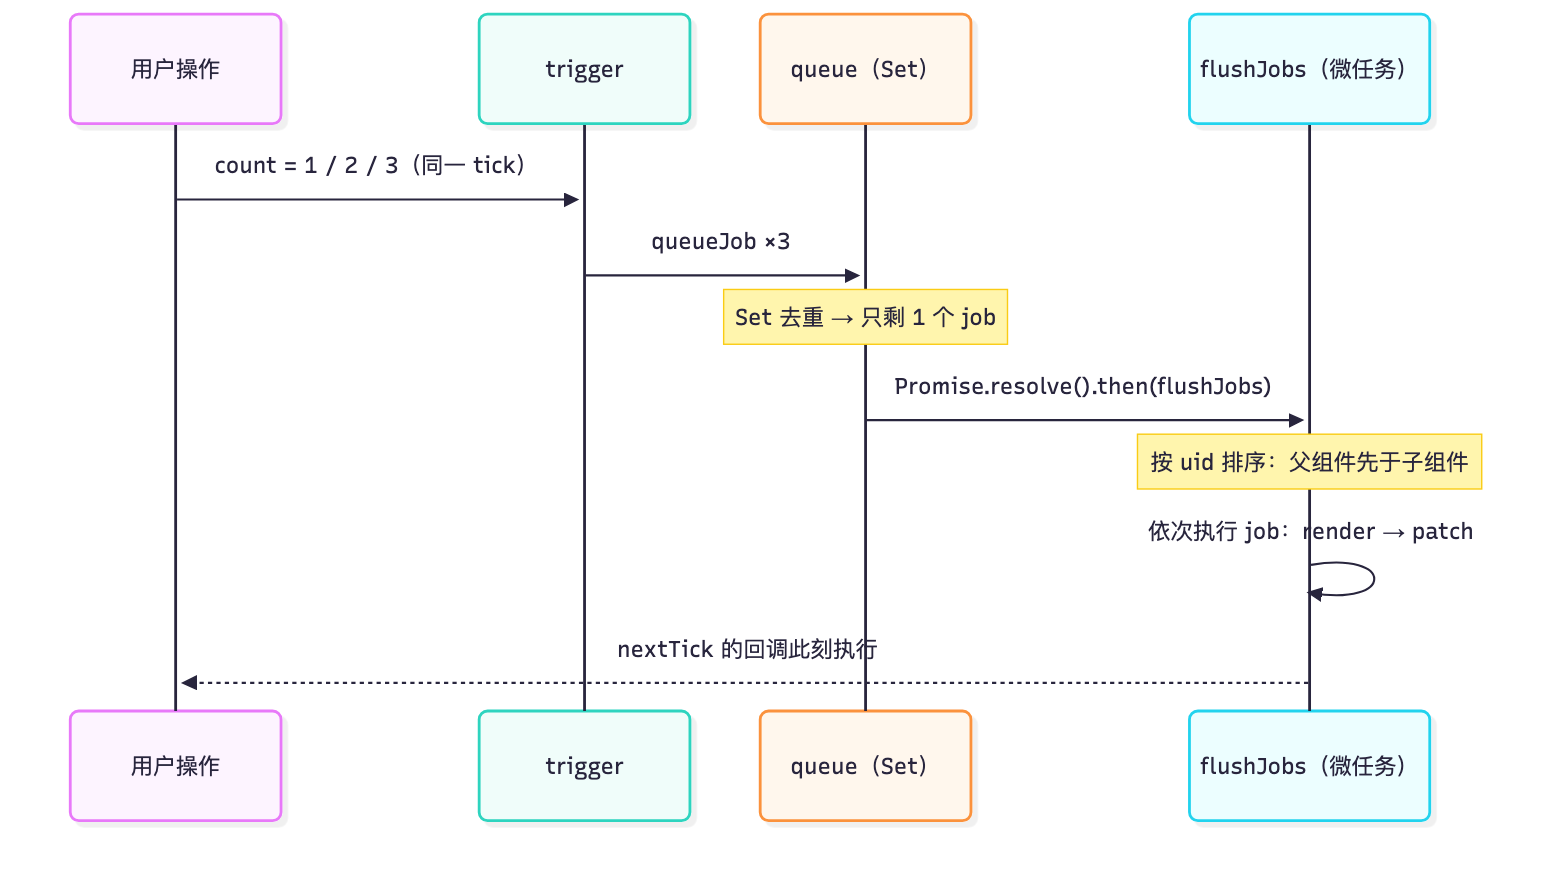 用户操作
trigger
queue（Set）
flushJobs（微任务）
count = 1 / 2 / 3（同一 tick）
queueJob ×3
Set 去重 → 只剩 1 个 job
Promise.resolve().then(flushJobs)
按 uid 排序：父组件先于子组件
依次执行 job：render → patch
nextTick 的回调此刻执行
用户操作
trigger
queue（Set）
flushJobs（微任务）